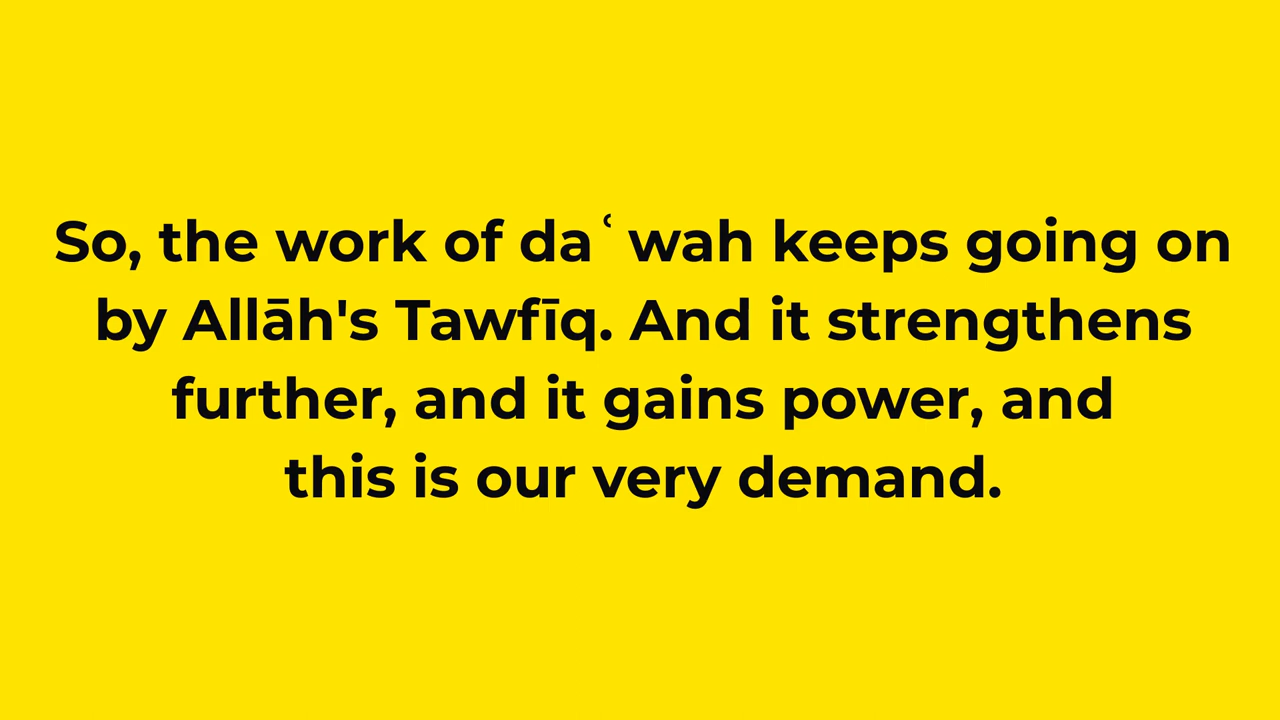 So, the work of daʿwah keeps going on
by Allāh's Tawfīq. And it strengthens
further, and it gains power, and
this is our very demand.